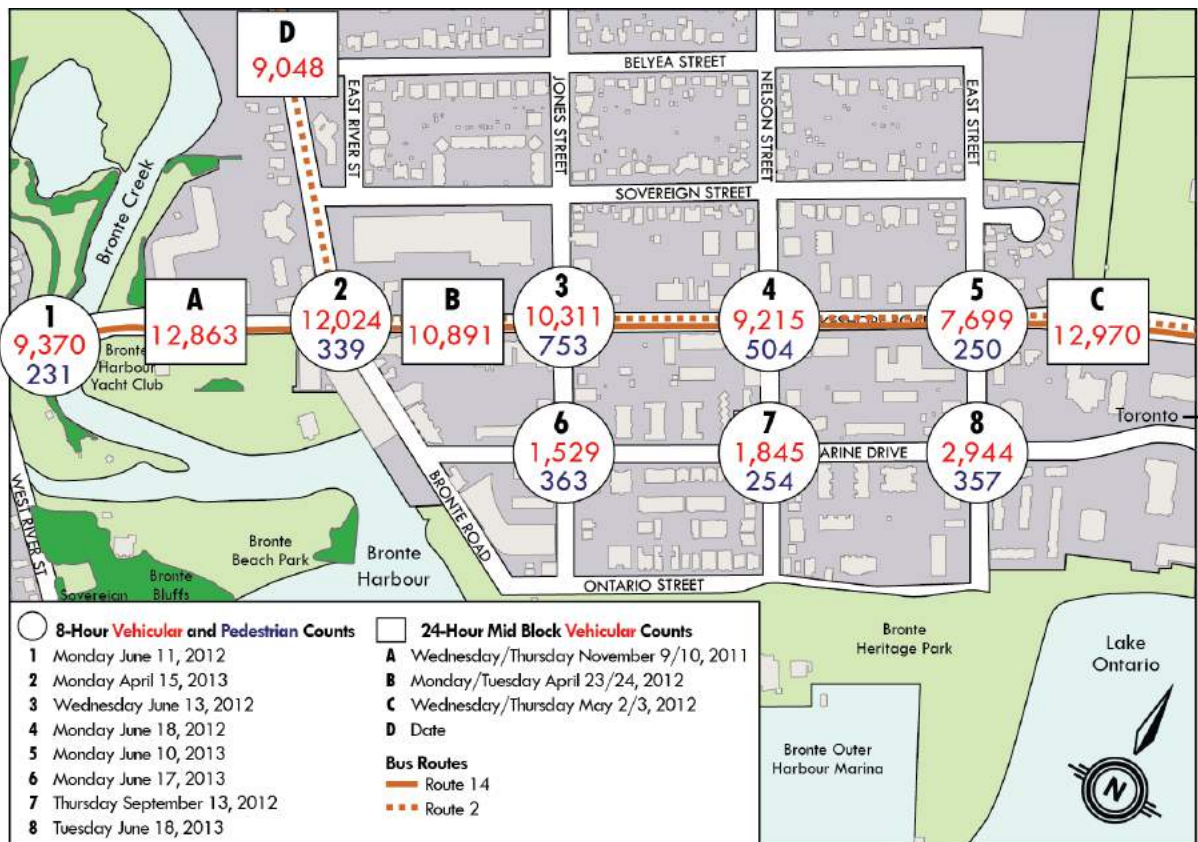 D
9,048
BELYEA STREET
EAST RIVER ST
JONES STREET
NELSON STREET
EAST STREET
Bronte Creek
SOVEREIGN STREET
1
9,370
231
A
12,863
2
12,024
339
B
10,891
3
10,311
753
4
9,215
504
5
7,699
250
C
12,970
Bronte
Harbour
Yacht Club
Toronto
6
1,529
363
7
1,845
254
ARINE DRIVE
8
2,944
357
WEST RIVER ST
BRONTE ROAD
Bronte
Beach Park
Bronte
Harbour
Sovereign
Bronte
Bluffs
ONTARIO STREET
8-Hour Vehicular and Pedestrian Counts
1 Monday June 11, 2012
2 Monday April 15, 2013
3 Wednesday June 13, 2012
4 Monday June 18, 2012
5 Monday June 10, 2013
6 Monday June 17, 2013
7 Thursday September 13, 2012
8 Tuesday June 18, 2013
24-Hour Mid Block Vehicular Counts
A Wednesday/Thursday November 9/10, 2011
B Monday/Tuesday April 23/24, 2012
C Wednesday/Thursday May 2/3, 2012
D Date
Bus Routes
Route 14
Route 2
Bronte
Heritage Park
Lake
Ontario
Bronte Outer
Harbour Marina
N